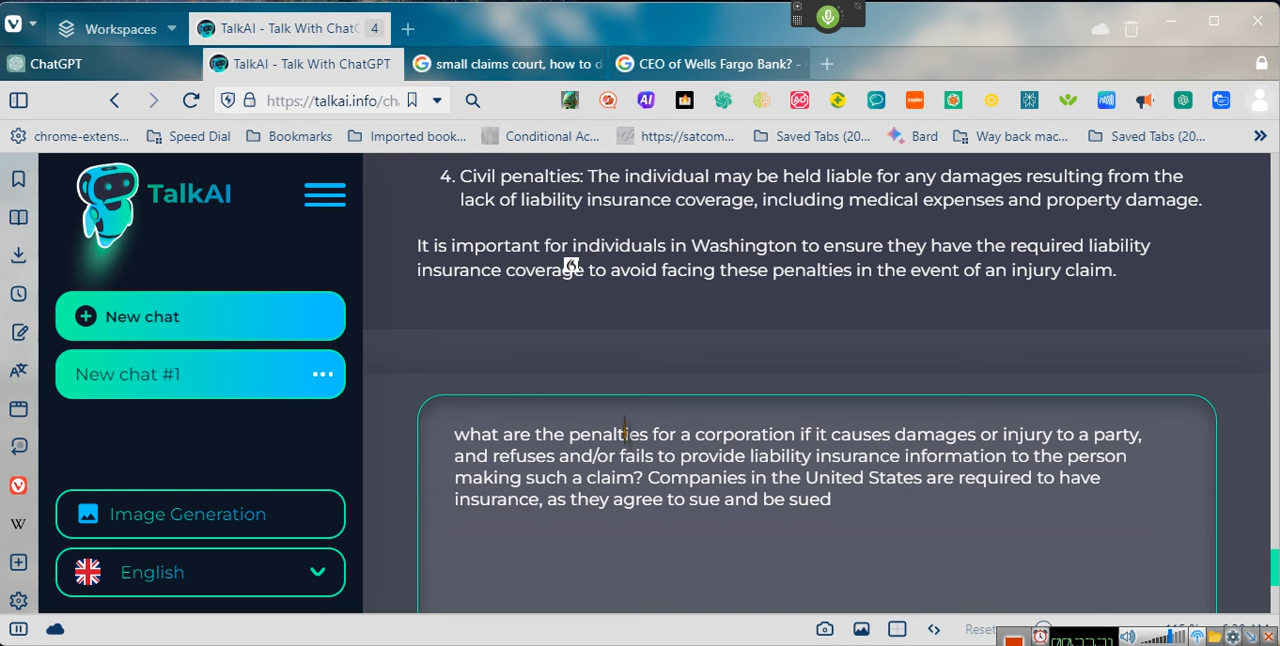 Workspaces
TalkAI - Talk With ChatG 4
ChatGPT
TalkAI - Talk With ChatGPT
small claims court, how to d
CEO of Wells Fargo Bank? -
https://talkai.info/cha
chrome-extens...
Speed Dial
Bookmarks
Imported book...
Conditional Ac...
https://satcom...
Saved Tabs (20...
Bard
Way back mac...
Saved Tabs (20...
TalkAI
New chat
New chat #1
Image Generation
English
4. Civil penalties: The individual may be held liable for any damages resulting from the
lack of liability insurance coverage, including medical expenses and property damage.
It is important for individuals in Washington to ensure they have the required liability
insurance coverage to avoid facing these penalties in the event of an injury claim.
what are the penalties for a corporation if it causes damages or injury to a party,
and refuses and/or fails to provide liability insurance information to the person
making such a claim? Companies in the United States are required to have
insurance, as they agree to sue and be sued
Reset